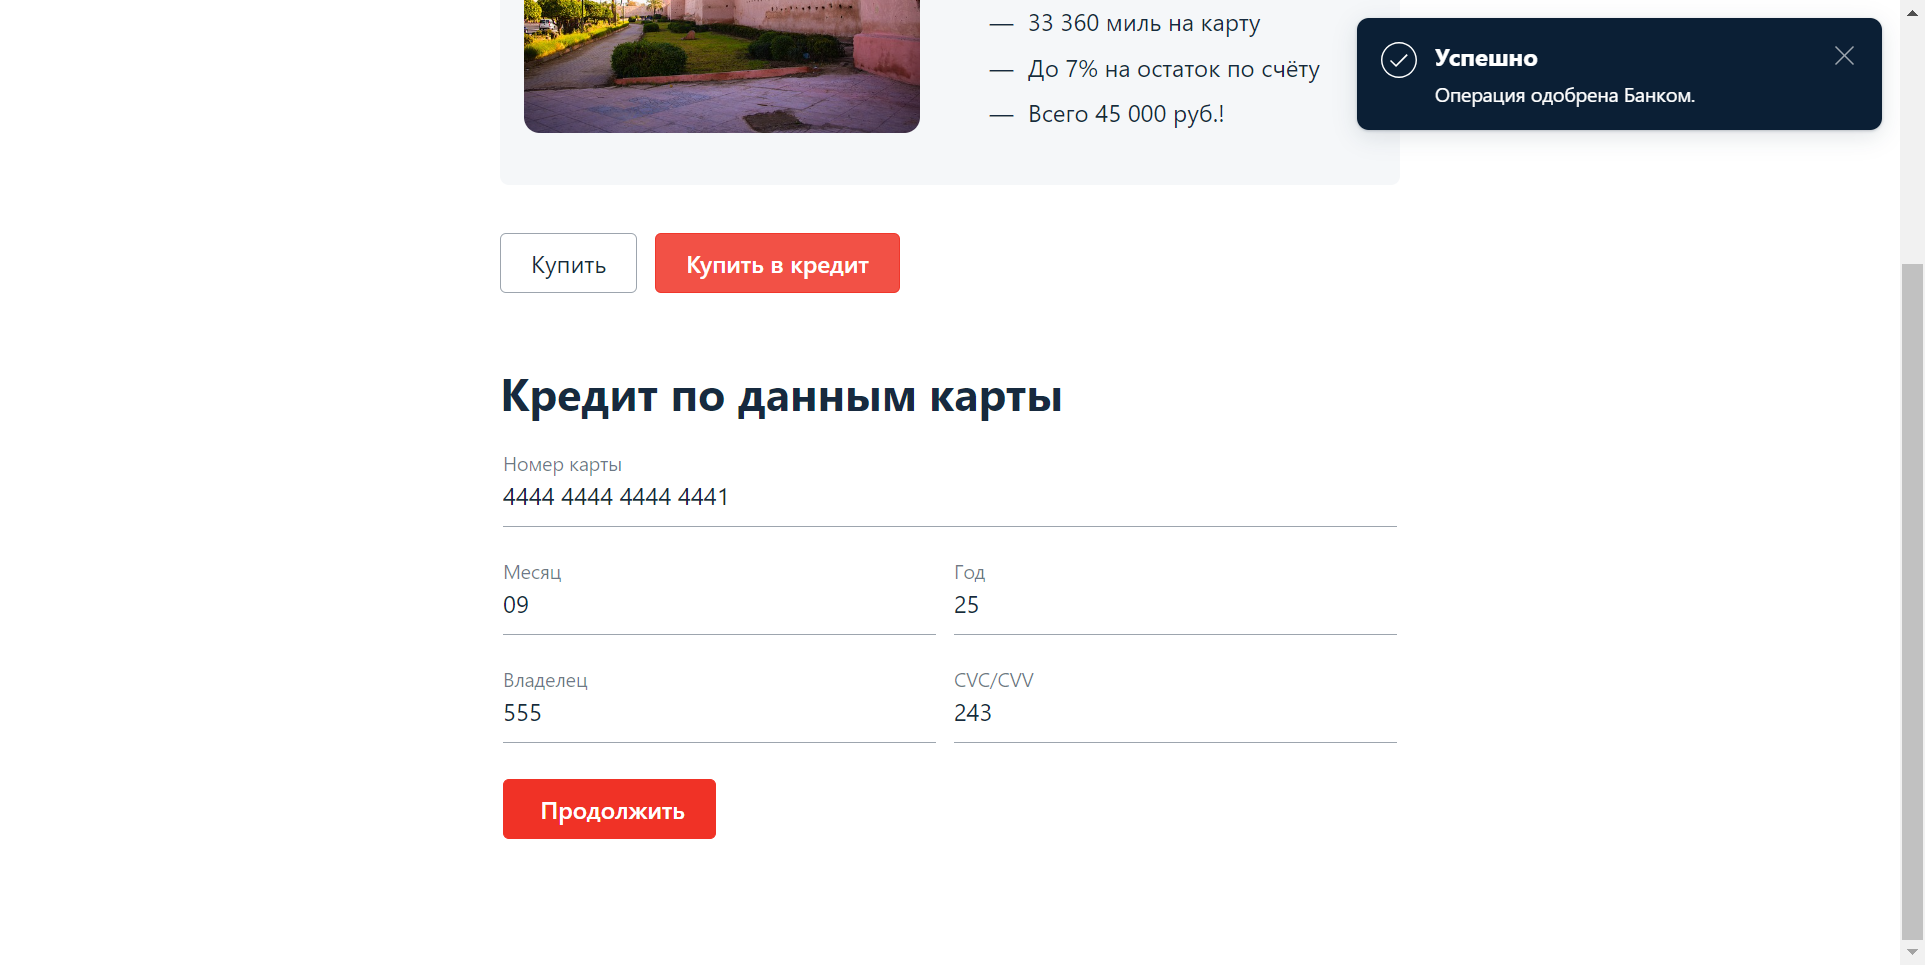 — 33 360 миль на карту
— До 7% на остаток по счёту
— Всего 45 000 руб.!
Успешно
Операция одобрена Банком.
Купить
Купить в кредит
Кредит по данным карты
Номер карты
4444 4444 4444 4441
Месяц
Год
09
25
Владелец
CVC/CVV
555
243
Продолжить